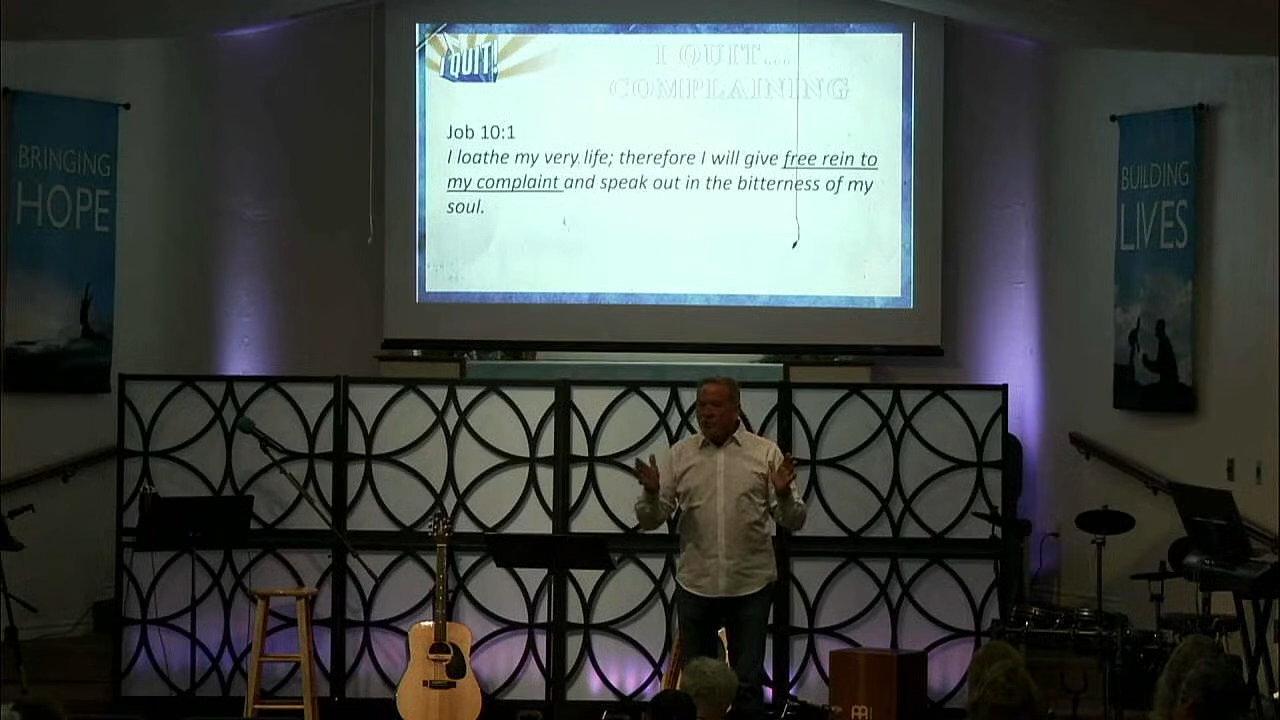 I QUIT!
I QUIT....
COMPLAINING
Job 10:1
I loathe my very life; therefore I will give free rein to
my complaint and speak out in the bitterness of my
soul.
BRINGING
HOPE
BUILDING
LIVES